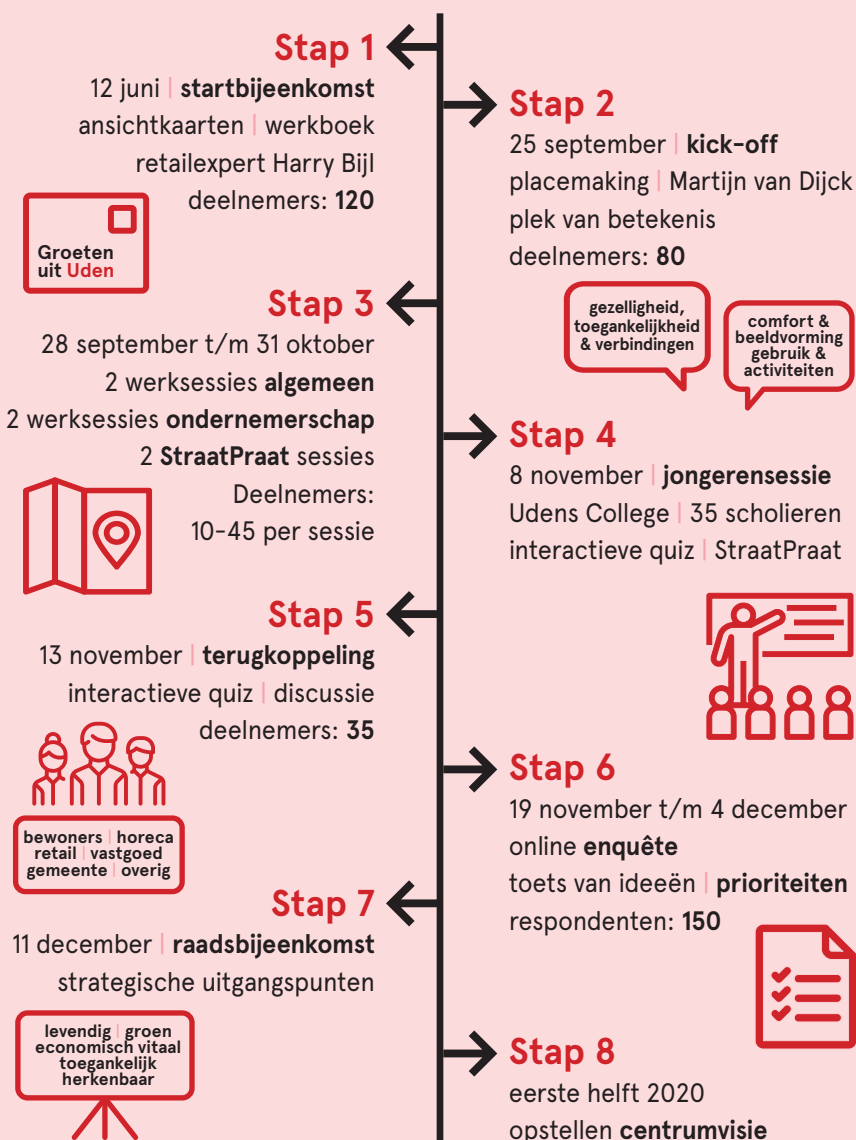 Stap 1
12 juni | startbijeenkomst
ansichtkaarten | werkboek
retailexpert Harry Bijl
deelnemers: 120
Groeten
uit Uden
Stap 2
25 september | kick-off
placemaking | Martijn van Dijck
plek van betekenis
deelnemers: 80
gezelligheid,
toegankelijkheid
& verbindingen
comfort &
beeldvorming
gebruik &
activiteiten
Stap 3
28 september t/m 31 oktober
2 werksessies algemeen
2 werksessies ondernemerschap
2 StraatPraat sessies
Deelnemers:
10-45 per sessie
Stap 4
8 november | jongerensessie
Udens College | 35 scholieren
interactieve quiz | StraatPraat
Stap 5
13 november | terugkoppeling
interactieve quiz | discussie
deelnemers: 35
bewoners | horeca
retail | vastgoed
gemeente | overig
Stap 6
19 november t/m 4 december
online enquête
toets van ideeën | prioriteiten
respondenten: 150
Stap 7
11 december | raadsbijeenkomst
strategische uitgangspunten
levendig | groen
economisch vitaal
toegankelijk
herkenbaar
Stap 8
eerste helft 2020
opstellen centrumvisie